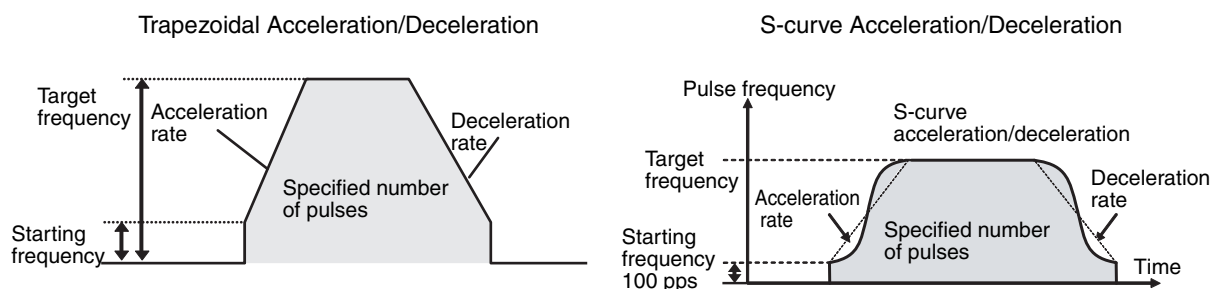 Trapezoidal Acceleration/Deceleration
Target
frequency
Acceleration
rate
Deceleration
rate
Specified number
of pulses
Starting
frequency
S-curve Acceleration/Deceleration
Pulse frequency
S-curve
acceleration/deceleration
Target
frequency
Acceleration
rate
Deceleration
rate
Specified number
of pulses
Starting
frequency
100 pps
Time